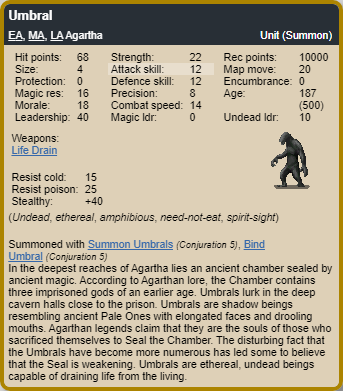 Umbral
EA, MA, LA Agartha Unit (Summon)
Hit points: 68 Strength: 22 Rec points: 10000
Size: 4 Attack skill: 12 Map move: 20
Protection: 0 Defence skill: 12 Encumbrance: 0
Magic res: 16 Precision: 8 Age: 187
Morale: 18 Combat speed: 14 (500)
Leadership: 40 Magic ldr: 0 Undead ldr: 10
Weapons:
Life Drain
Resist cold: 15
Resist poison: 25
Stealthy: +40
(Undead, ethereal, amphibious, need-not-eat, spirit-sight)
Summoned with Summon Umbrals (Conjuration 5), Bind
Umbral (Conjuration 5)
In the deepest reaches of Agartha lies an ancient chamber sealed by
ancient magic. According to Agarthan lore, the Chamber contains
three imprisoned gods of an earlier age. Umbrals lurk in the deep
cavern halls close to the prison. Umbrals are shadow beings
resembling ancient Pale Ones with elongated faces and drooling
mouths. Agarthan legends claim that they are the souls of those who
sacrificed themselves to Seal the Chamber. The disturbing fact that
the Umbrals have become more numerous has led some to believe
that the Seal is weakening. Umbrals are ethereal, undead beings
capable of draining life from the living.